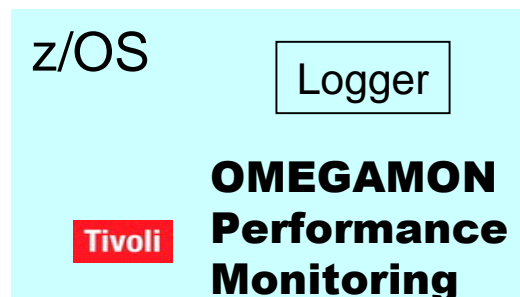 z/OS
Logger
OMEGAMON
Tivoli
Performance
Monitoring